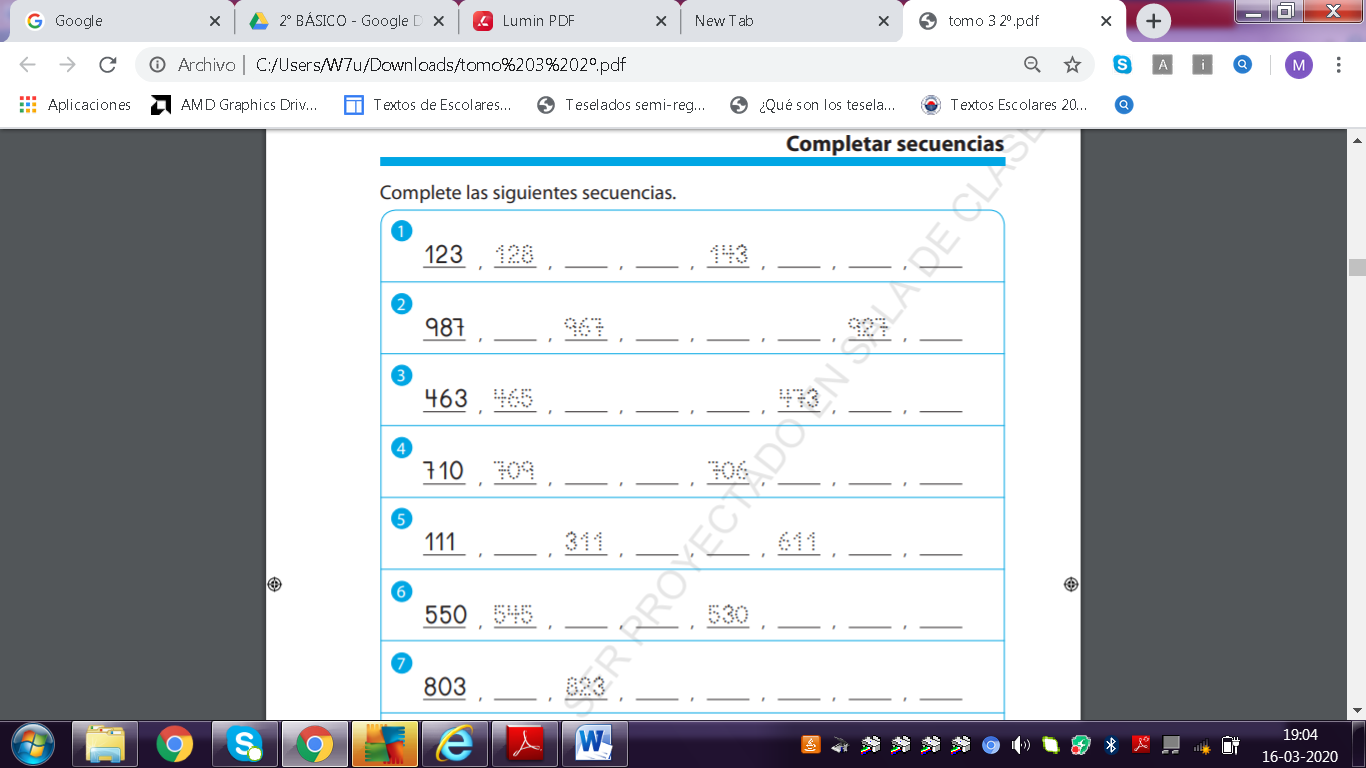 Google
2° BÁSICO - Google D
Lumin PDF
New Tab
tomo 3 2º.pdf
Archivo | C:/Users/W7u/Downloads/tomo%203%202º.pdf
A
i
M
Aplicaciones
AMD Graphics Driv...
Textos de Escolares...
Teselados semi-reg...
¿Qué son los tesela...
Textos Escolares 20...
Completar secuencias
Complete las siguientes secuencias.
1
123 , 128 , ___ , ___ , 143 , ___ , ___ , ___
2
987 , ___ , 967 , ___ , ___ , ___ , 927 , ___
3
463 , 465 , ___ , ___ , ___ , 473 , ___ , ___
4
710 , 709 , ___ , ___ , 706 , ___ , ___ , ___
5
111 , ___ , 311 , ___ , ___ , 611 , ___ , ___
6
550 , 545 , ___ , ___ , 530 , ___ , ___ , ___
7
803 , ___ , 823 , ___ , ___ , ___ , ___ , ___
SER PROYECTADO EN SALA DE CLASE
19:04
16-03-2020